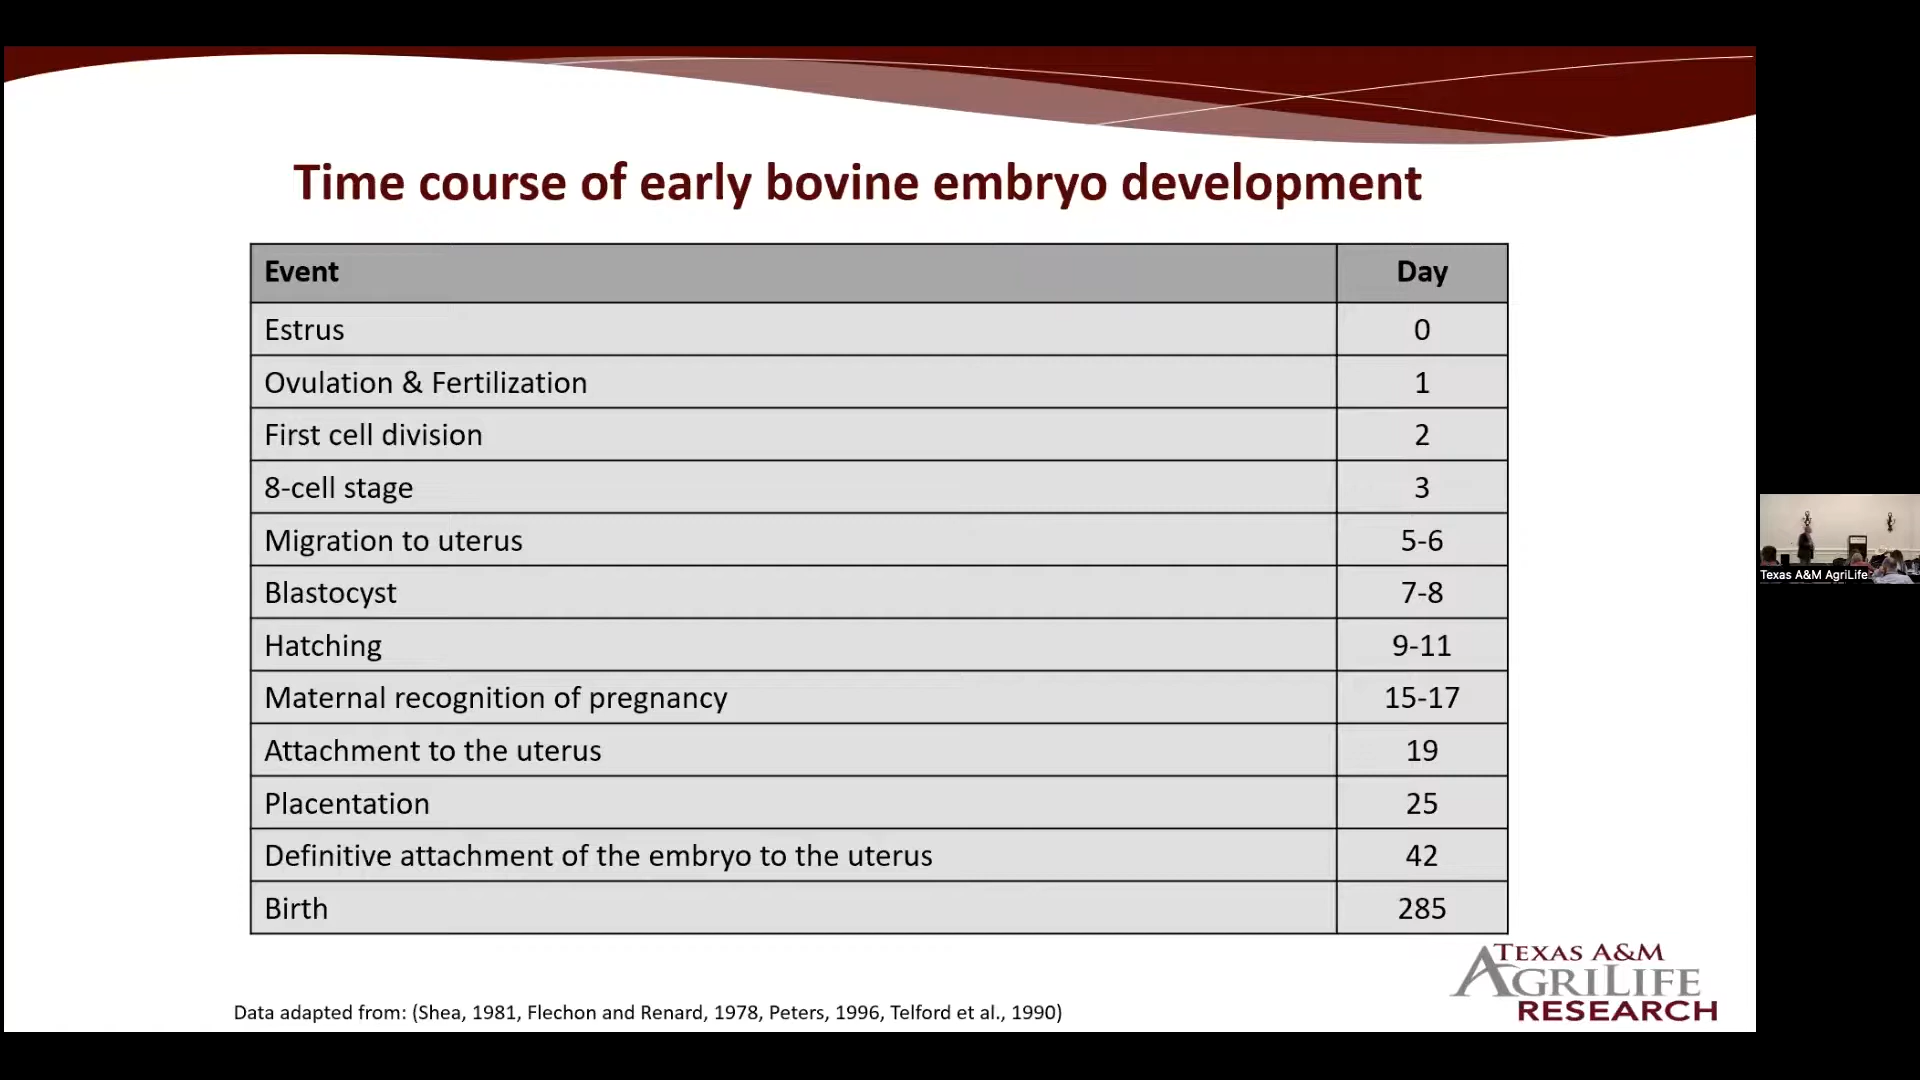 Time course of early bovine embryo development
Event Day
Estrus 0
Ovulation & Fertilization 1
First cell division 2
8-cell stage 3
Migration to uterus 5-6
Blastocyst 7-8
Hatching 9-11
Maternal recognition of pregnancy 15-17
Attachment to the uterus 19
Placentation 25
Definitive attachment of the embryo to the uterus 42
Birth 285
Texas A&M AgriLife
Data adapted from: (Shea, 1981, Flechon and Renard, 1978, Peters, 1996, Telford et al., 1990)
TEXAS A&M
AGRILIFE
RESEARCH